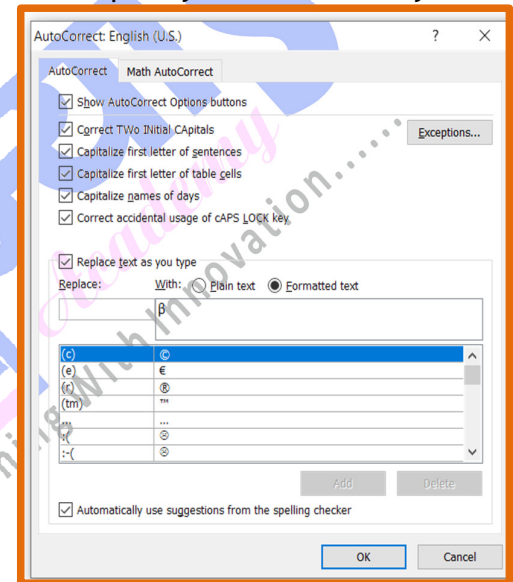 AutoCorrect: English (U.S.) ? ×
AutoCorrect Math AutoCorrect
Show AutoCorrect Options buttons
Correct TWo INitial CApitals Exceptions...
Capitalize first letter of sentences
Capitalize first letter of table cells
Capitalize names of days
Correct accidental usage of cAPS LOCK key
Replace text as you type
Replace: With: Plain text Formatted text
β
(c) ©
(e) €
(r) ®
(tm) ™
... ...
:( ☹
:-( ☹
Add Delete
Automatically use suggestions from the spelling checker
OK Cancel
Academy
With Innovation......